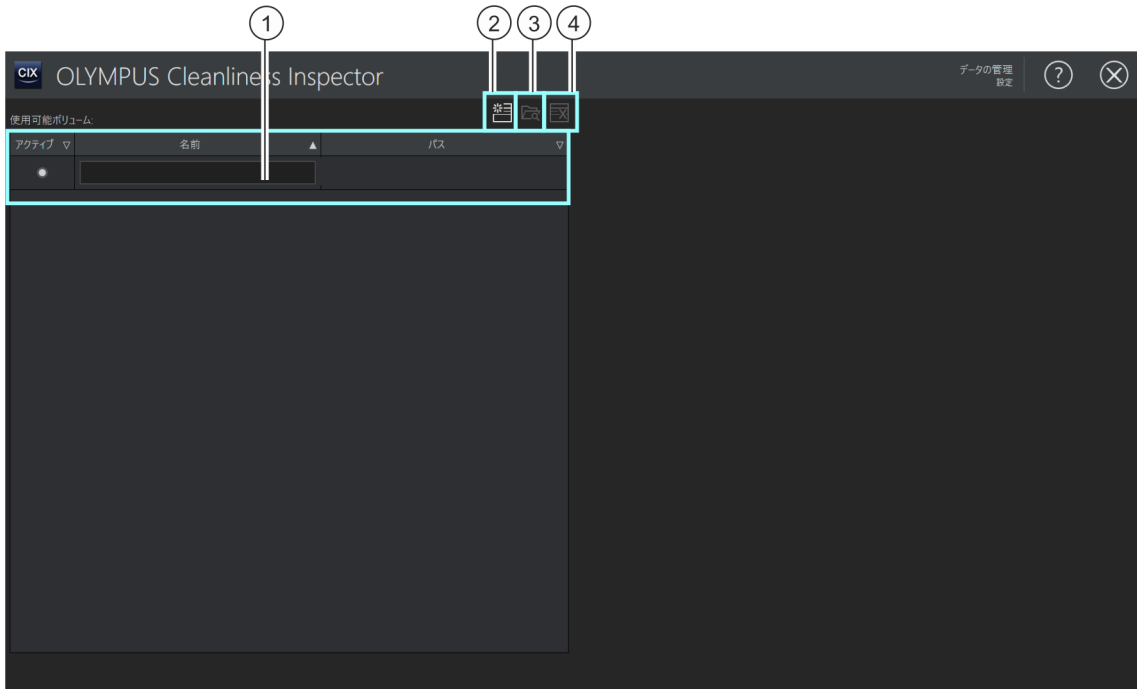 1
2
3
4
CIX
OLYMPUS Cleanliness Inspector
データの管理
設定
?
使用可能ボリューム:
アクティブ ▽
名前 ▲
パス ▽